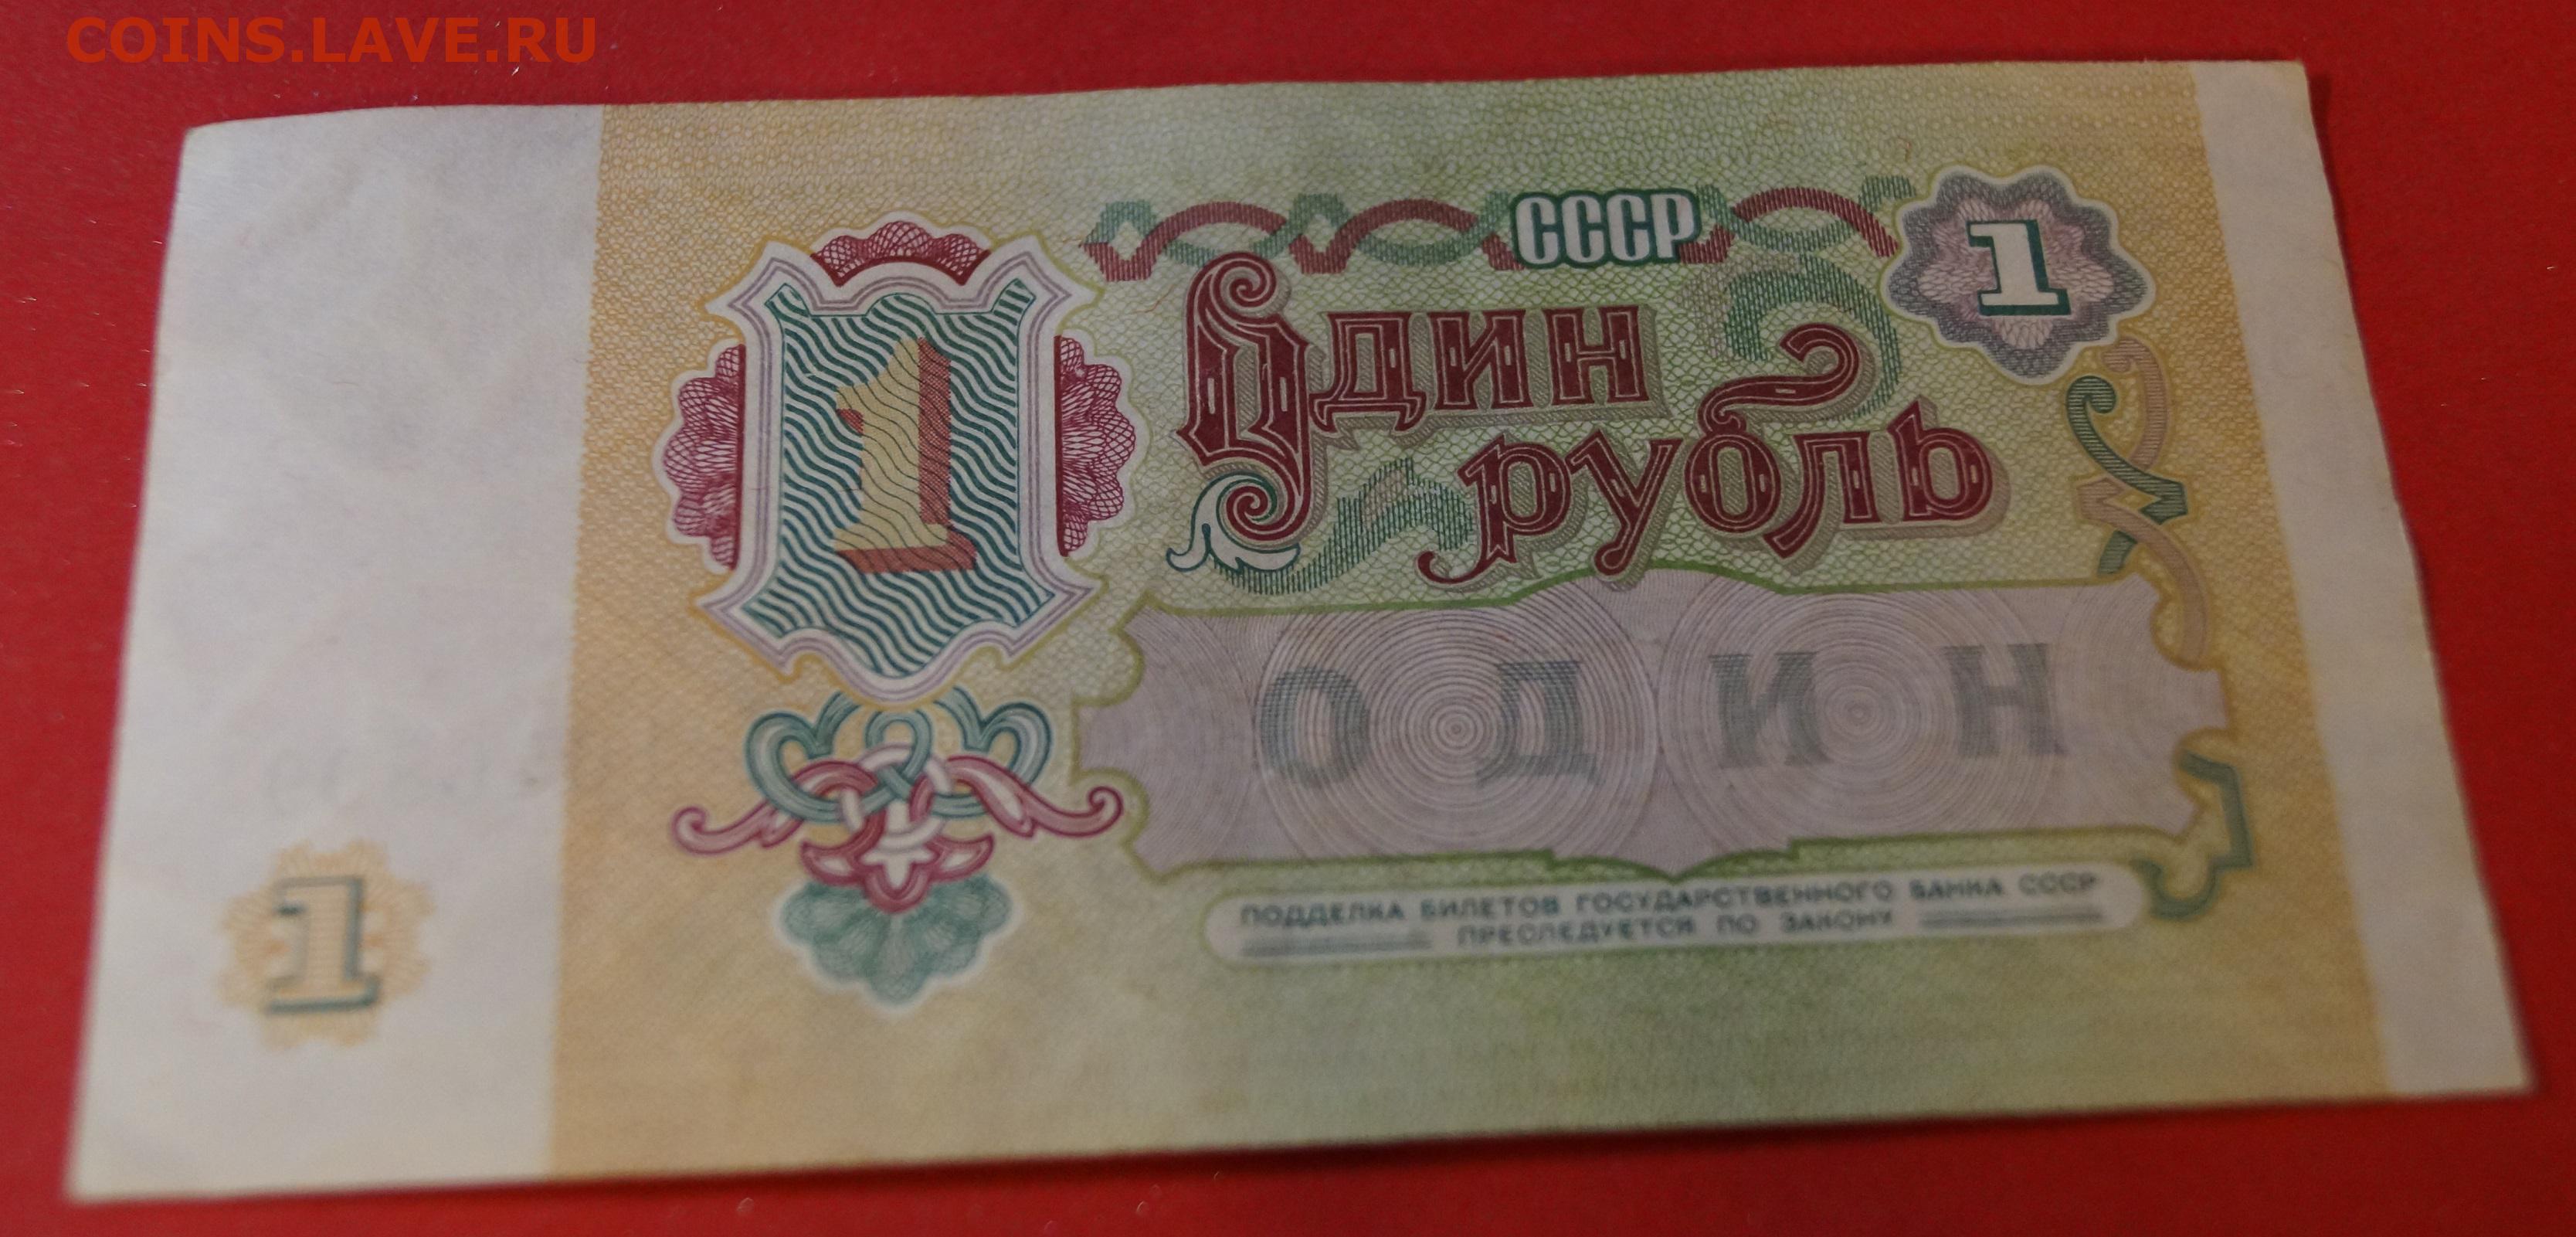 COINS.LAVE.RU
СССР
1
1
Один
рубль
ОДИН
1
ПОДДЕЛКА БИЛЕТОВ ГОСУДАРСТВЕННОГО БАНКА СССР
ПРЕСЛЕДУЕТСЯ ПО ЗАКОНУ